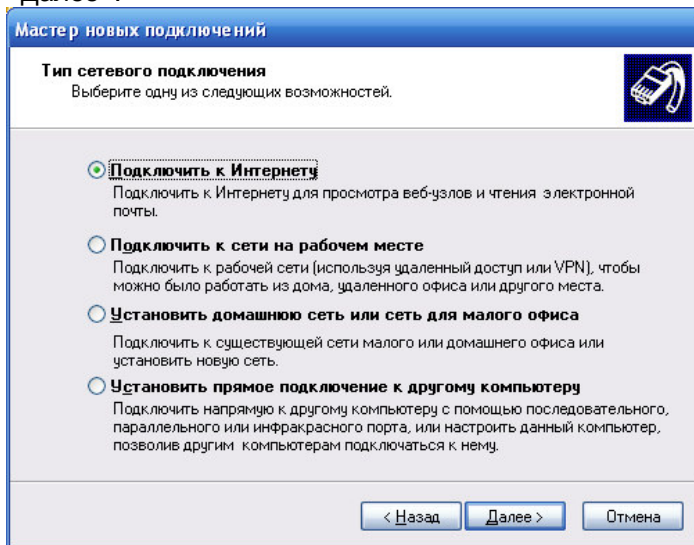 "Далее".
Мастер новых подключений
Тип сетевого подключения
Выберите одну из следующих возможностей.
Подключить к Интернету
Подключить к Интернету для просмотра веб-узлов и чтения электронной
почты.
Подключить к сети на рабочем месте
Подключить к рабочей сети (используя удаленный доступ или VPN), чтобы
можно было работать из дома, удаленного офиса или другого места.
Установить домашнюю сеть или сеть для малого офиса
Подключить к существующей сети малого или домашнего офиса или
установить новую сеть.
Установить прямое подключение к другому компьютеру
Подключить напрямую к другому компьютеру с помощью последовательного,
параллельного или инфракрасного порта, или настроить данный компьютер,
позволив другим компьютерам подключаться к нему.
< Назад
Далее >
Отмена